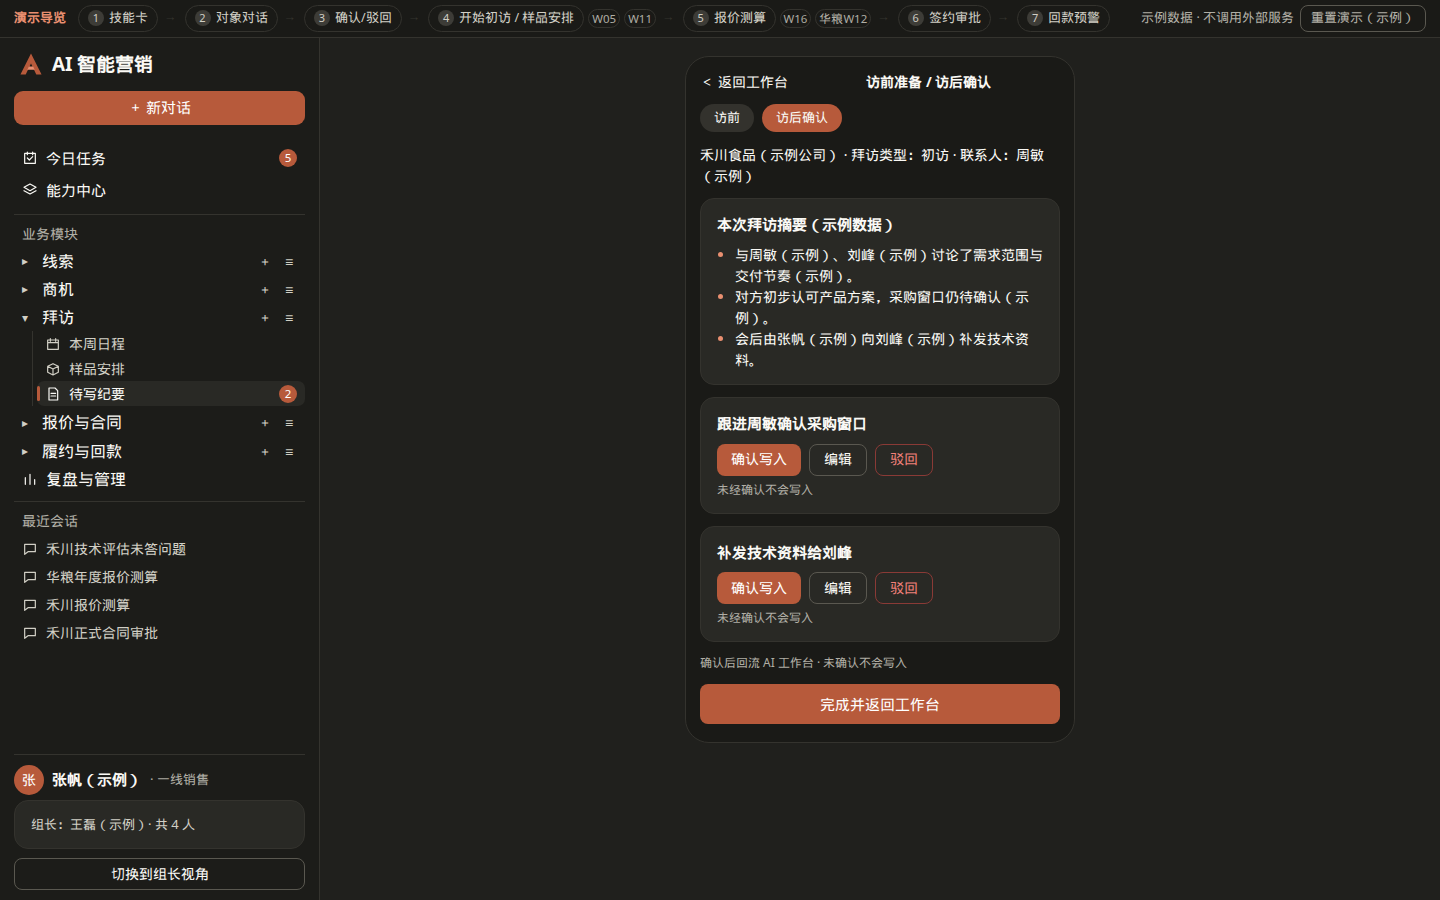 演示导览 1 技能卡 → 2 对象对话 → 3 确认/驳回 → 4 开始初访 / 样品安排 W05 W11 → 5 报价测算 W16 华粮W12 → 6 签约审批 → 7 回款预警 示例数据 · 不调用外部服务 重置演示（示例）
AI 智能营销
+ 新对话
今日任务 5
能力中心
业务模块
▸ 线索 + ≡
▸ 商机 + ≡
▾ 拜访 + ≡
本周日程
样品安排
待写纪要 2
▸ 报价与合同 + ≡
▸ 履约与回款 + ≡
复盘与管理
最近会话
禾川技术评估未答问题
华粮年度报价测算
禾川报价测算
禾川正式合同审批
张 张帆（示例） · 一线销售
组长：王磊（示例）· 共 4 人
切换到组长视角
< 返回工作台 访前准备 / 访后确认
访前 访后确认
禾川食品（示例公司）· 拜访类型：初访 · 联系人：周敏
（示例）
本次拜访摘要（示例数据）
• 与周敏（示例）、刘峰（示例）讨论了需求范围与
交付节奏（示例）。
• 对方初步认可产品方案，采购窗口仍待确认（示
例）。
• 会后由张帆（示例）向刘峰（示例）补发技术资
料。
跟进周敏确认采购窗口
确认写入 编辑 驳回
未经确认不会写入
补发技术资料给刘峰
确认写入 编辑 驳回
未经确认不会写入
确认后回流 AI 工作台 · 未确认不会写入
完成并返回工作台